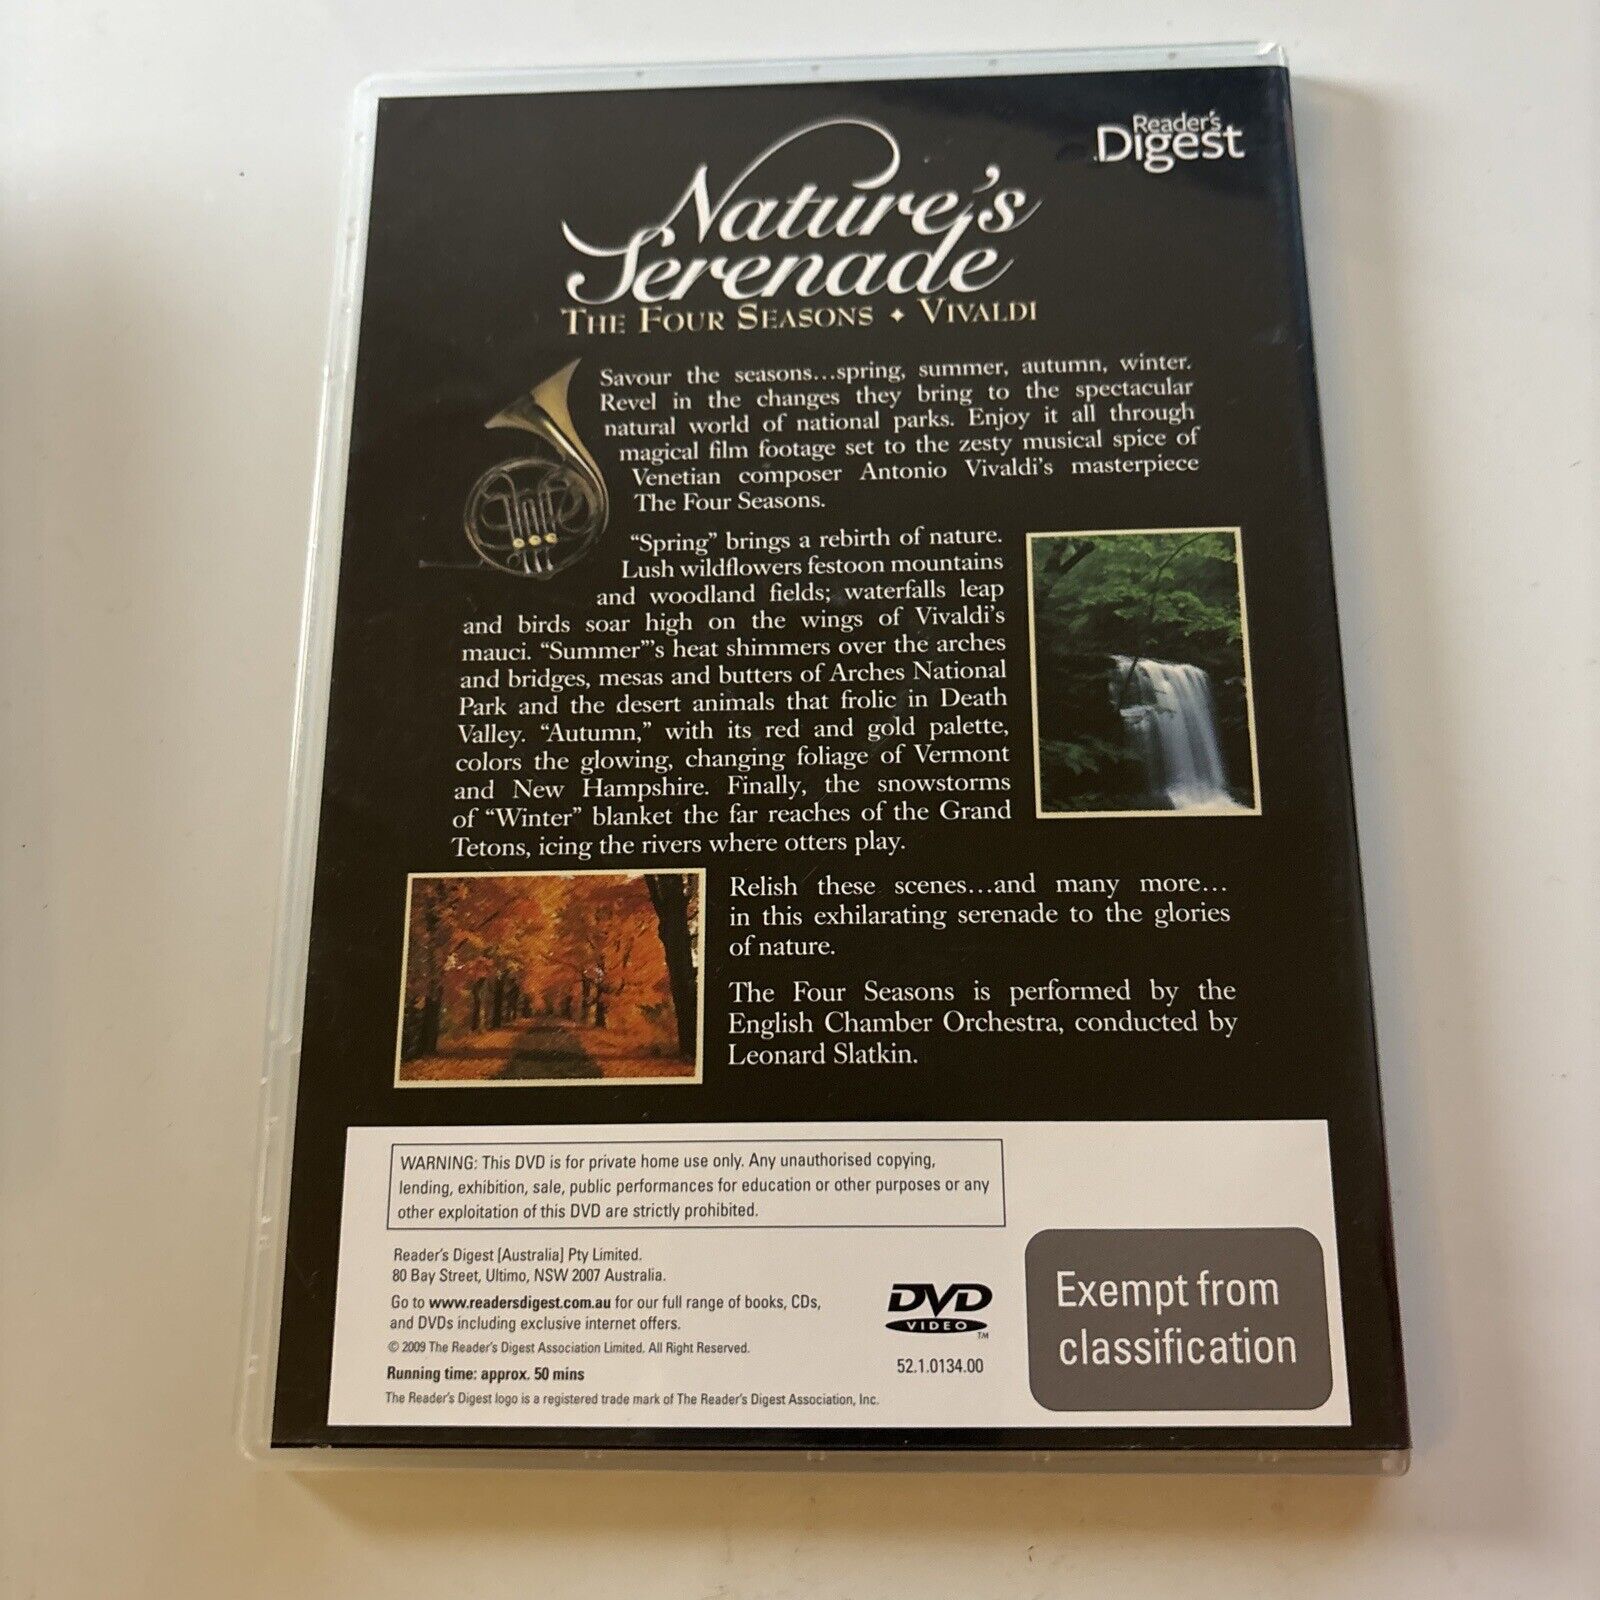 Reader's
Digest
Nature's
Serenade
THE FOUR SEASONS ✦ VIVALDI
Savour the seasons...spring, summer, autumn, winter.
Revel in the changes they bring to the spectacular
natural world of national parks. Enjoy it all through
magical film footage set to the zesty musical spice of
Venetian composer Antonio Vivaldi's masterpiece
The Four Seasons.
“Spring” brings a rebirth of nature.
Lush wildflowers festoon mountains
and woodland fields; waterfalls leap
and birds soar high on the wings of Vivaldi's
mauci. “Summer”'s heat shimmers over the arches
and bridges, mesas and butters of Arches National
Park and the desert animals that frolic in Death
Valley. “Autumn,” with its red and gold palette,
colors the glowing, changing foliage of Vermont
and New Hampshire. Finally, the snowstorms
of “Winter” blanket the far reaches of the Grand
Tetons, icing the rivers where otters play.
Relish these scenes...and many more...
in this exhilarating serenade to the glories
of nature.
The Four Seasons is performed by the
English Chamber Orchestra, conducted by
Leonard Slatkin.
WARNING: This DVD is for private home use only. Any unauthorised copying,
lending, exhibition, sale, public performances for education or other purposes or any
other exploitation of this DVD are strictly prohibited.
Reader's Digest [Australia] Pty Limited.
80 Bay Street, Ultimo, NSW 2007 Australia.
Go to www.readersdigest.com.au for our full range of books, CDs,
and DVDs including exclusive internet offers.
© 2009 The Reader's Digest Association Limited. All Right Reserved.
Running time: approx. 50 mins
The Reader's Digest logo is a registered trade mark of The Reader's Digest Association, Inc.
DVD
VIDEO
TM
52.1.0134.00
Exempt from
classification